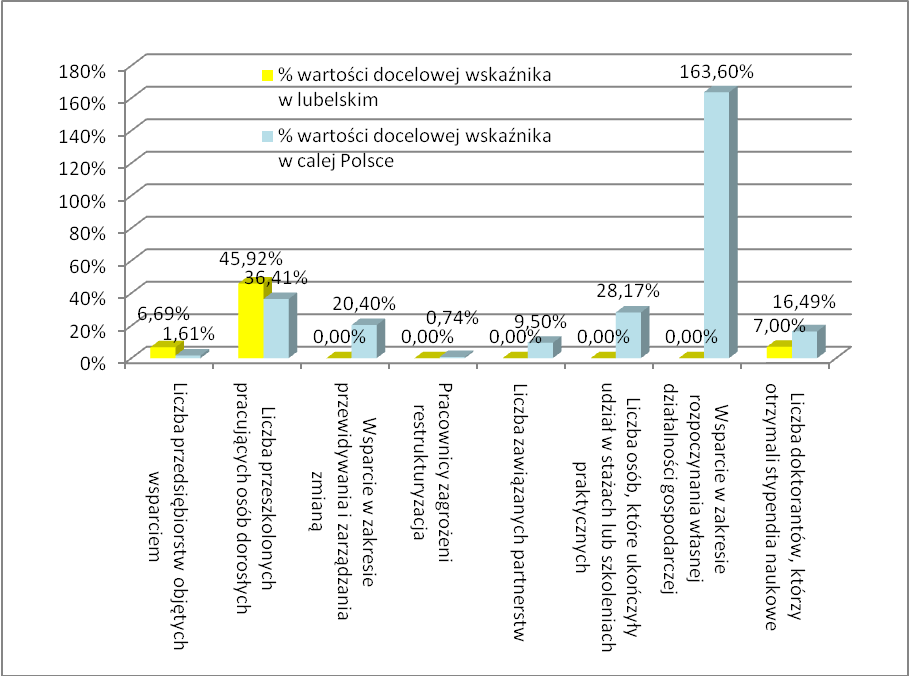 180%
160%
140%
120%
100%
80%
60%
40%
20%
0%
% wartości docelowej wskaźnika
w lubelskim
% wartości docelowej wskaźnika
w calej Polsce
6,69%
1,61%
45,92%
36,41%
0,00%
20,40%
0,00%
0,74%
0,00%
9,50%
0,00%
28,17%
0,00%
163,60%
7,00%
16,49%
Liczba przedsiębiorstw objętych
wsparciem
Liczba przeszkolonych
pracujących osób dorosłych
Wsparcie w zakresie
przewidywania i zarządzania
zmianą
Pracownicy zagrożeni
restrukturyzacja
Liczba zawiązanych partnerstw
Liczba osób, które ukończyły
udział w stażach lub szkoleniach
praktycznych
Wsparcie w zakresie
rozpoczynania własnej
działalności gospodarczej
Liczba doktorantów, którzy
otrzymali stypendia naukowe